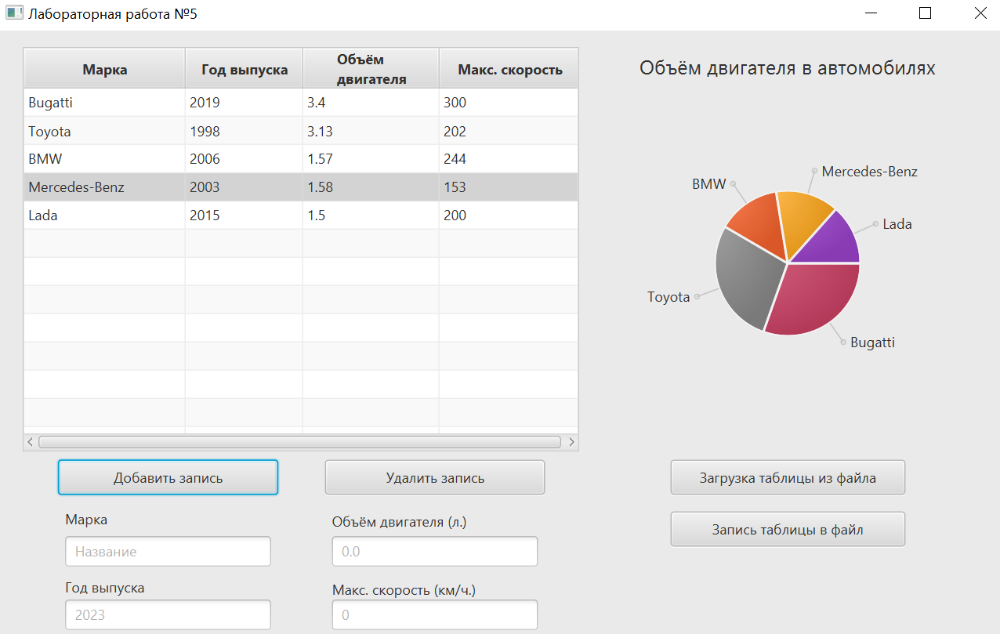 Лабораторная работа №5
Марка Год выпуска Объём двигателя Макс. скорость
Bugatti 2019 3.4 300
Toyota 1998 3.13 202
BMW 2006 1.57 244
Mercedes-Benz 2003 1.58 153
Lada 2015 1.5 200
Объём двигателя в автомобилях
Mercedes-Benz
BMW
Lada
Toyota
Bugatti
Добавить запись
Удалить запись
Загрузка таблицы из файла
Запись таблицы в файл
Марка
Название
Объём двигателя (л.)
0.0
Год выпуска
2023
Макс. скорость (км/ч.)
0